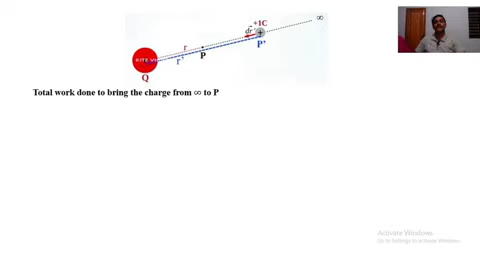 ∞
+1C
dr'
+
r
P
P'
r'
Q
Total work done to bring the charge from ∞ to P
Activate Windows
Go to Settings to activate Windows.